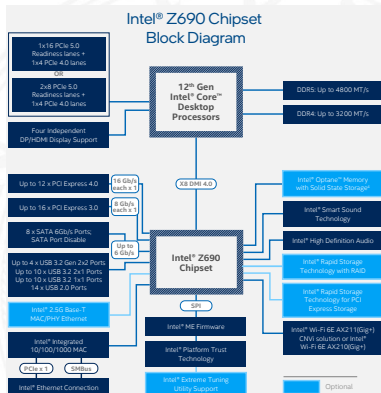 Intel® Z690 Chipset
Block Diagram
1x16 PCIe 5.0
Readiness lanes +
1x4 PCIe 4.0 lanes
OR
2x8 PCIe 5.0
Readiness lanes +
1x4 PCIe 4.0 lanes
Four Independent
DP/HDMI Display Support
12th Gen
Intel® Core™
Desktop
Processors
DDR5: Up to 4800 MT/s
DDR4: Up to 3200 MT/s
X8 DMI 4.0
Up to 12 x PCI Express 4.0
16 Gb/s
each x 1
Up to 16 x PCI Express 3.0
8 Gb/s
each x 1
8 x SATA 6Gb/s Ports;
SATA Port Disable
Up to
6 Gb/s
Up to 4 x USB 3.2 Gen 2x2 Ports
Up to 10 x USB 3.2 2x1 Ports
Up to 10 x USB 3.2 1x1 Ports
14 x USB 2.0 Ports
Intel® 2.5G Base-T
MAC/PHY Ethernet
Intel® Integrated
10/100/1000 MAC
PCIe x 1
SMBus
Intel® Ethernet Connection
Intel® Z690
Chipset
SPI
Intel® ME Firmware
Intel® Platform Trust
Technology
Intel® Extreme Tuning
Utility Support
Intel® Optane™ Memory
with Solid State Storage
Intel® Smart Sound
Technology
Intel® High Definition Audio
Intel® Rapid Storage
Technology with RAID
Intel® Rapid Storage
Technology for PCI
Express Storage
Intel® Wi-Fi 6E AX211(Gig+)
CNVi solution or Intel®
Wi-Fi 6E AX210(Gig+)
Optional